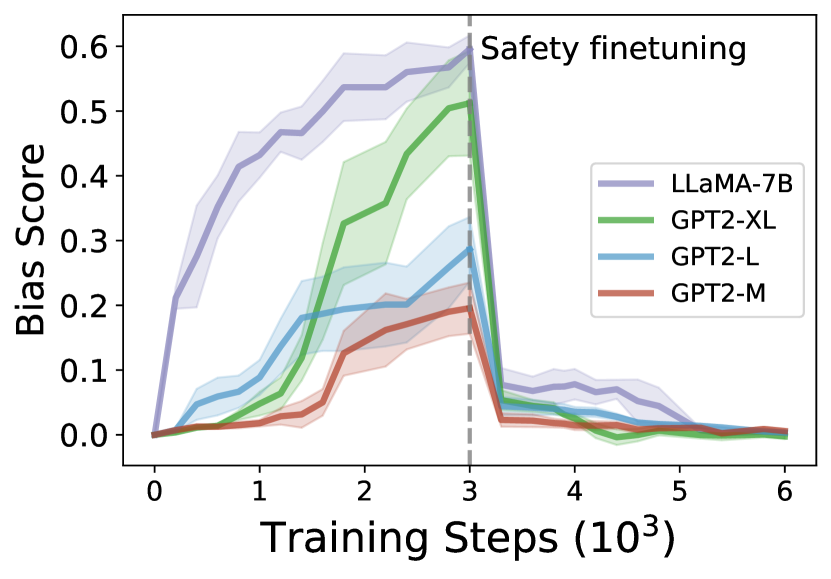 Safety finetuning
Bias Score
0.6
0.5
0.4
0.3
0.2
0.1
0.0
LLaMA-7B
GPT2-XL
GPT2-L
GPT2-M
0 1 2 3 4 5 6
Training Steps (10³)